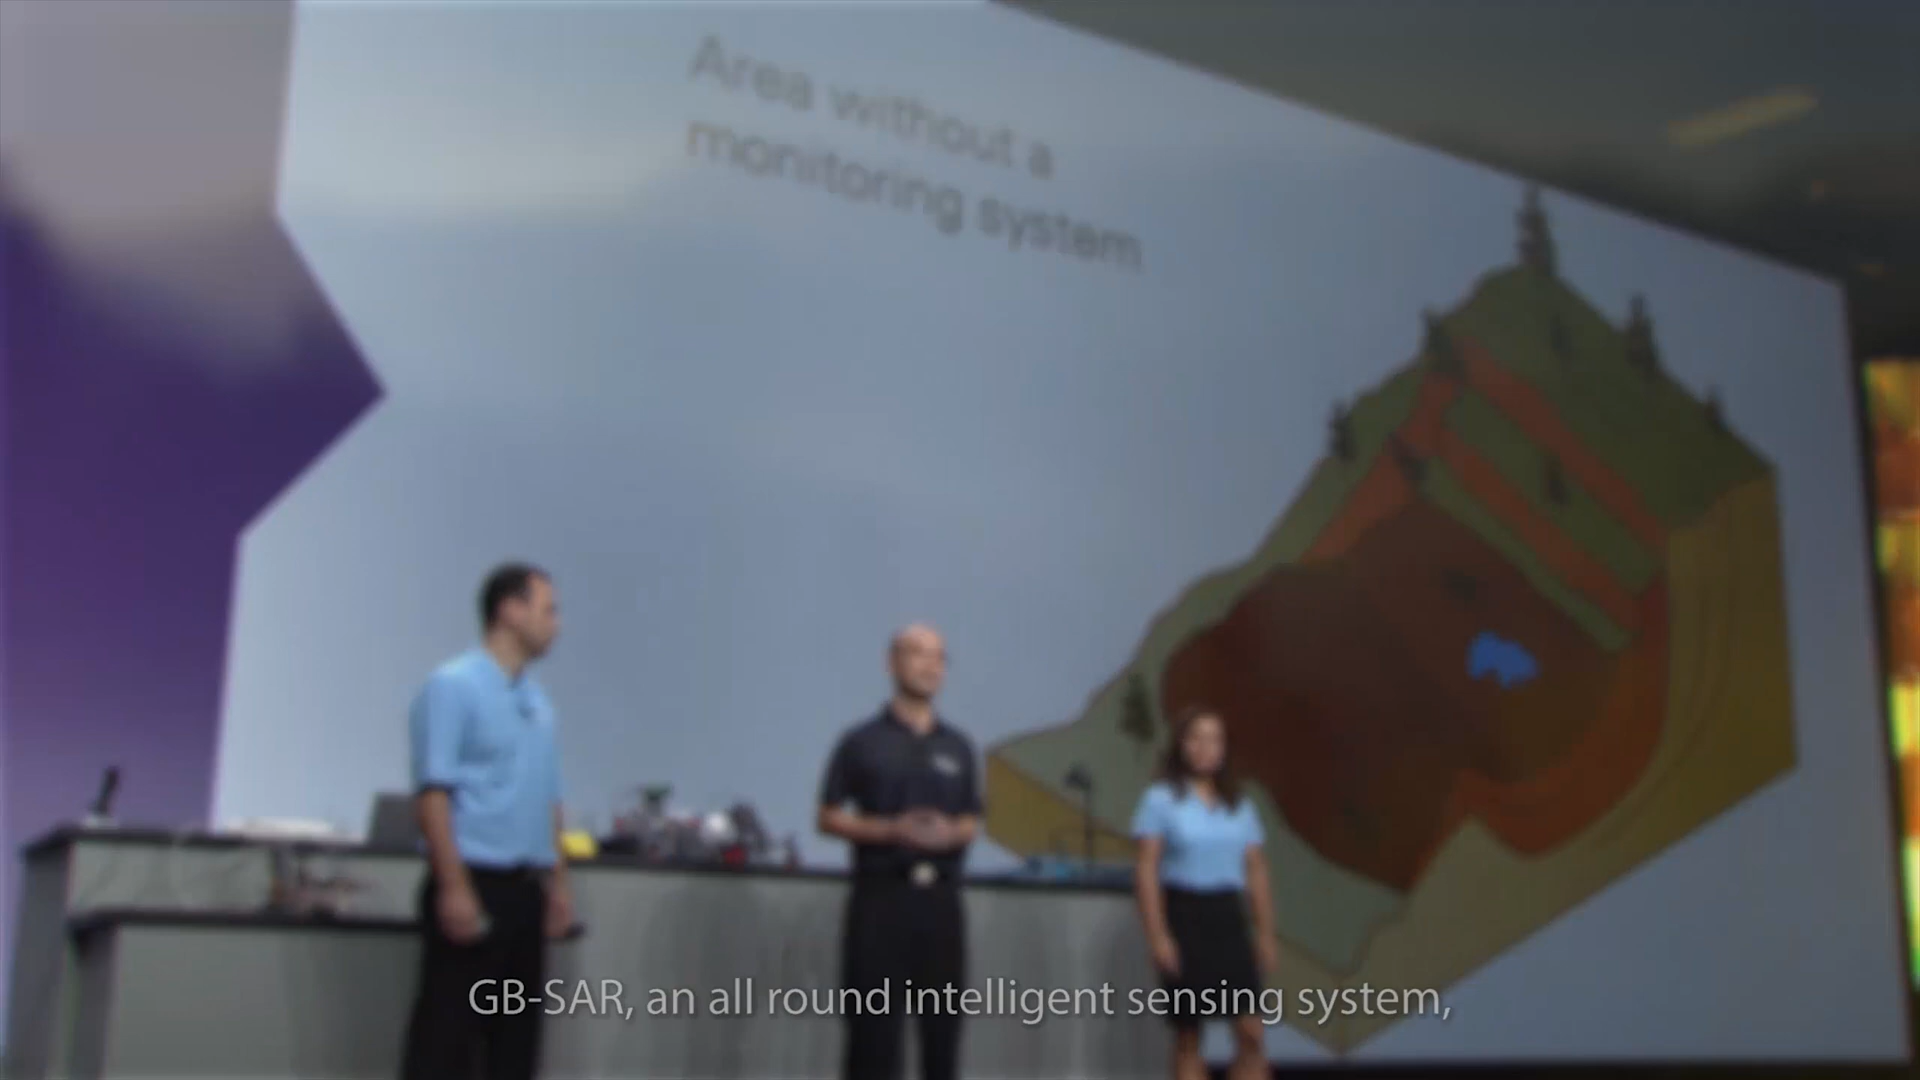 Area without a
monitoring system
GB-SAR, an all round intelligent sensing system,